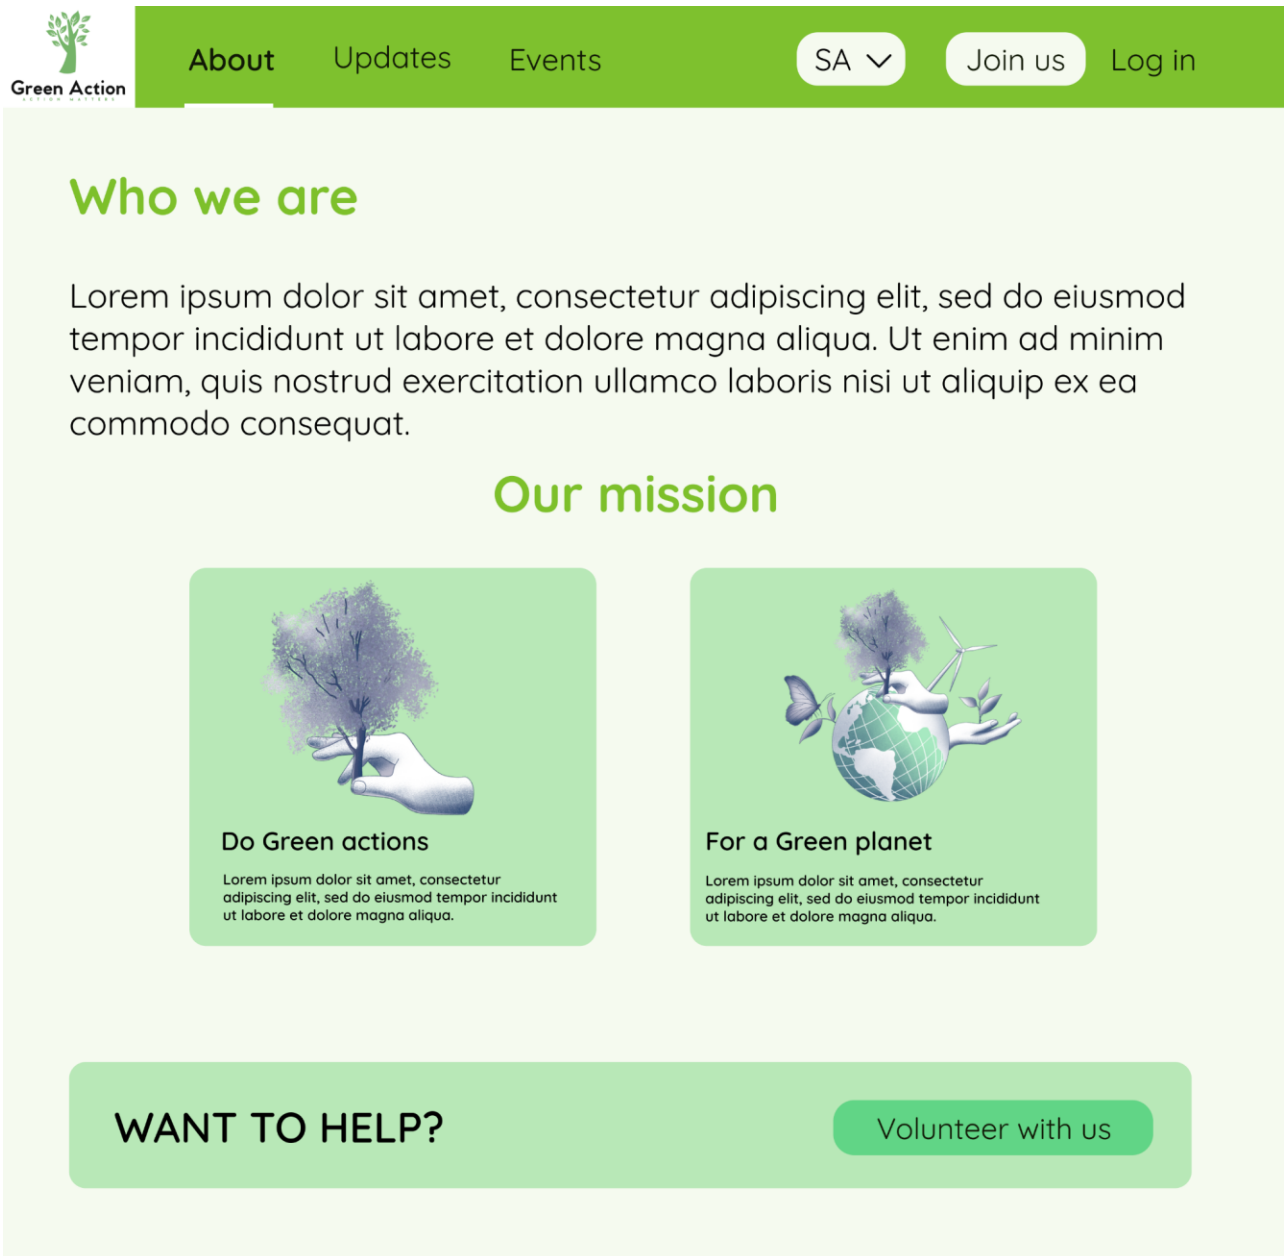 Green Action
ACTION MATTERS
About
Updates
Events
SA
Join us
Log in
Who we are
Lorem ipsum dolor sit amet, consectetur adipiscing elit, sed do eiusmod
tempor incididunt ut labore et dolore magna aliqua. Ut enim ad minim
veniam, quis nostrud exercitation ullamco laboris nisi ut aliquip ex ea
commodo consequat.
Our mission
Do Green actions
Lorem ipsum dolor sit amet, consectetur
adipiscing elit, sed do eiusmod tempor incididunt
ut labore et dolore magna aliqua.
For a Green planet
Lorem ipsum dolor sit amet, consectetur
adipiscing elit, sed do eiusmod tempor incididunt
ut labore et dolore magna aliqua.
WANT TO HELP?
Volunteer with us